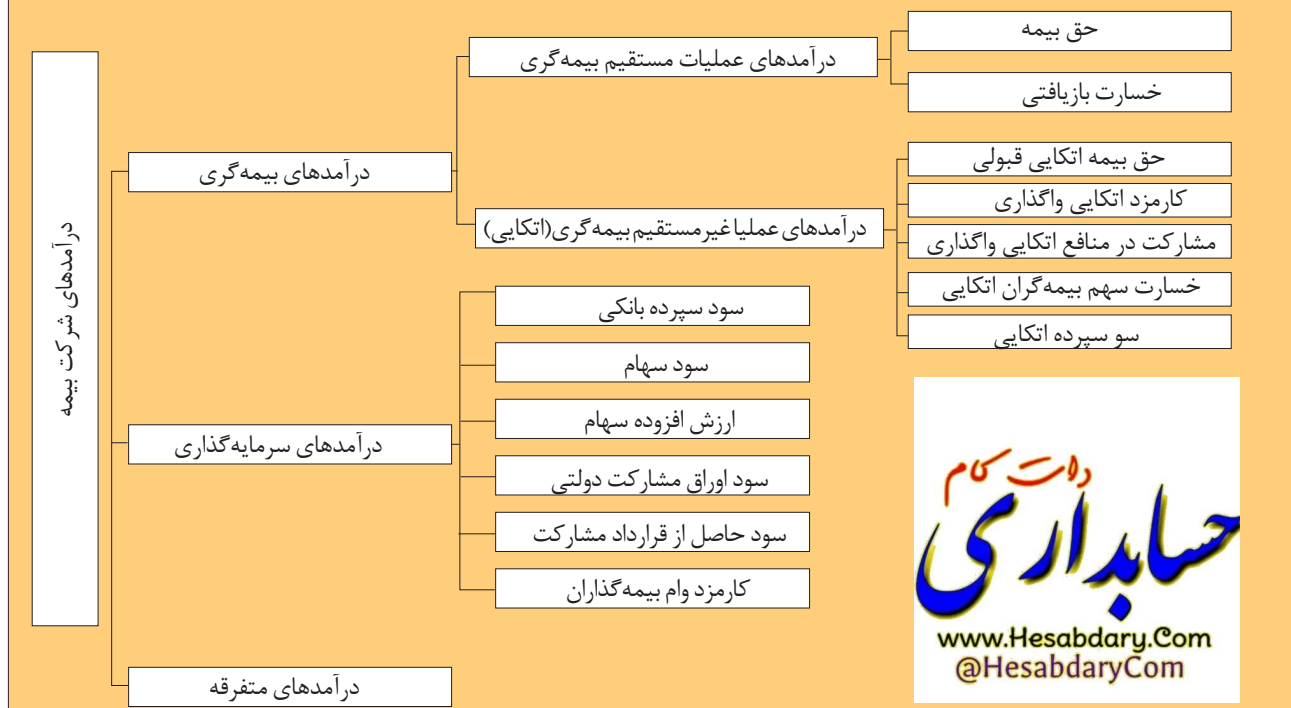 درآمدهای شرکت بیمه
درآمدهای بیمه‌گری
درآمدهای عملیات مستقیم بیمه‌گری
حق بیمه
خسارت بازیافتی
درآمدهای عملیا غیرمستقیم بیمه‌گری(اتکایی)
حق بیمه اتکایی قبولی
کارمزد اتکایی واگذاری
مشارکت در منافع اتکایی واگذاری
خسارت سهم بیمه‌گران اتکایی
سو سپرده اتکایی
درآمدهای سرمایه‌گذاری
سود سپرده بانکی
سود سهام
ارزش افزوده سهام
سود اوراق مشارکت دولتی
سود حاصل از قرارداد مشارکت
کارمزد وام بیمه‌گذاران
درآمدهای متفرقه
دات کام
حسابداری
www.Hesabdary.Com
@HesabdaryCom